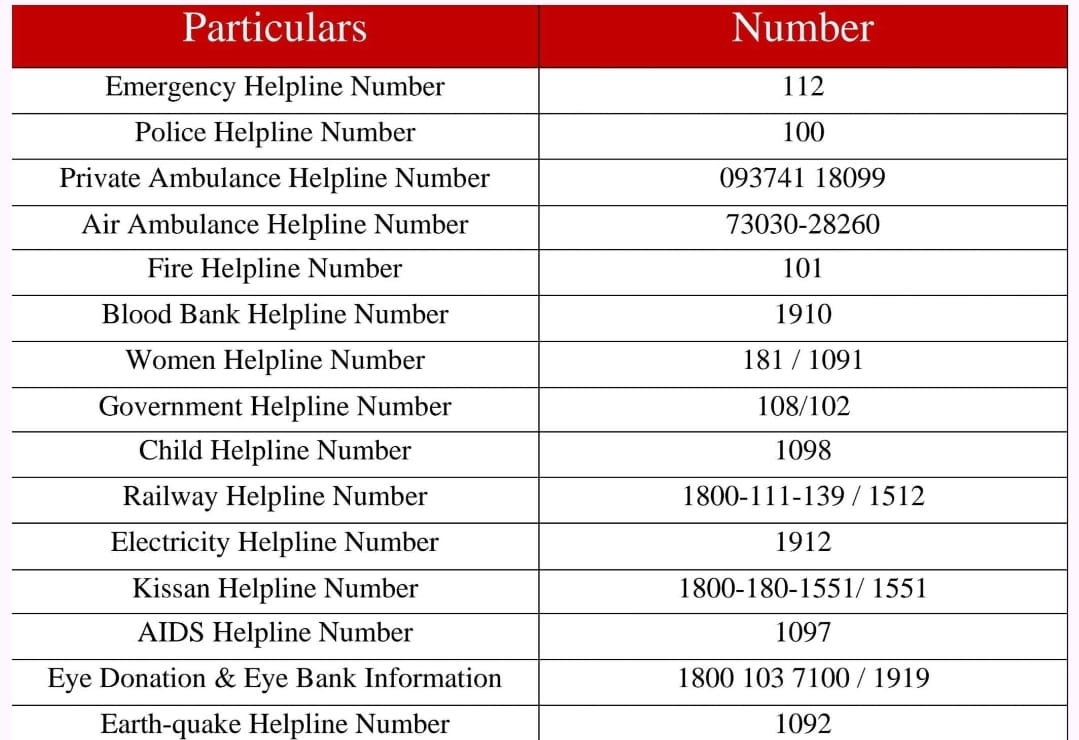 Particulars Number
Emergency Helpline Number 112
Police Helpline Number 100
Private Ambulance Helpline Number 093741 18099
Air Ambulance Helpline Number 73030-28260
Fire Helpline Number 101
Blood Bank Helpline Number 1910
Women Helpline Number 181 / 1091
Government Helpline Number 108/102
Child Helpline Number 1098
Railway Helpline Number 1800-111-139 / 1512
Electricity Helpline Number 1912
Kissan Helpline Number 1800-180-1551/ 1551
AIDS Helpline Number 1097
Eye Donation & Eye Bank Information 1800 103 7100 / 1919
Earth-quake Helpline Number 1092